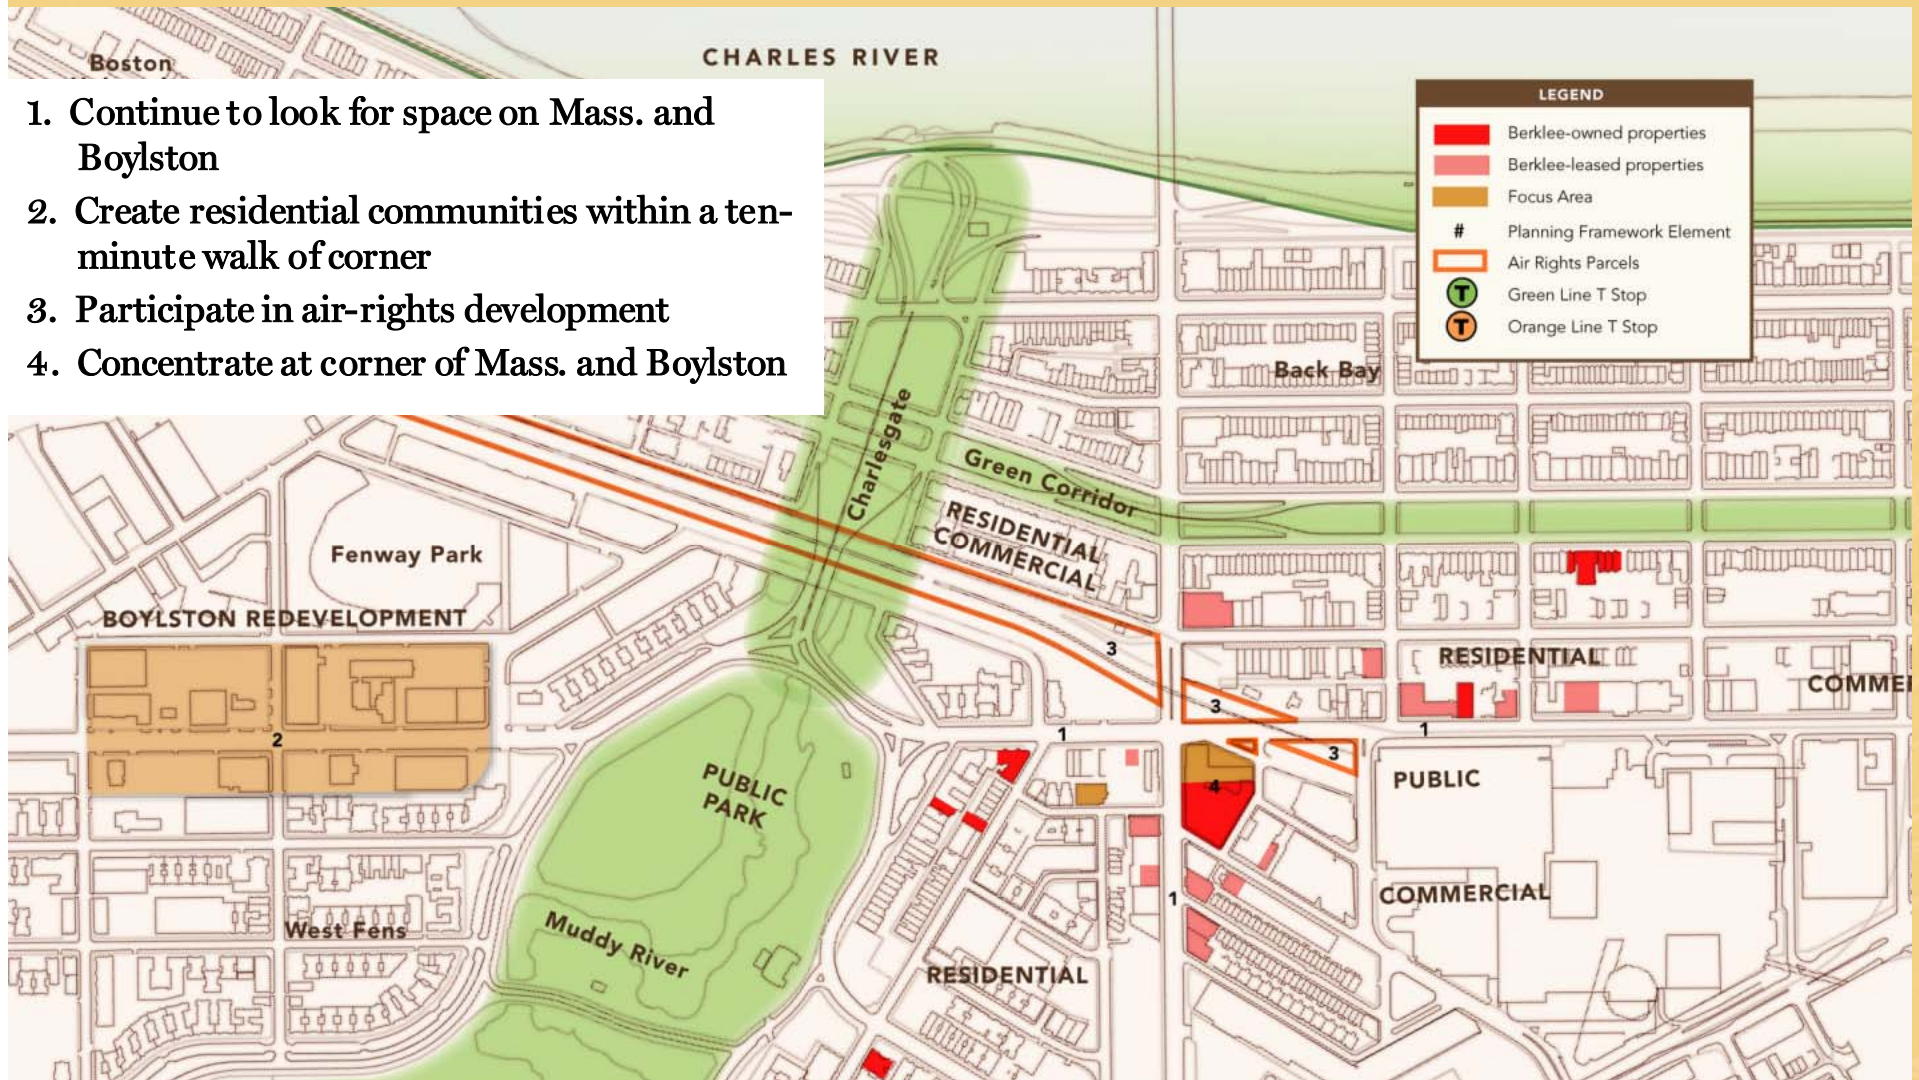 CHARLES RIVER
Boston
1. Continue to look for space on Mass. and
Boylston
2. Create residential communities within a ten-
minute walk of corner
3. Participate in air-rights development
4. Concentrate at corner of Mass. and Boylston
LEGEND
Berklee-owned properties
Berklee-leased properties
Focus Area
# Planning Framework Element
Air Rights Parcels
T Green Line T Stop
T Orange Line T Stop
Back Bay
Charlesgate
Green Corridor
RESIDENTIAL
COMMERCIAL
Fenway Park
BOYLSTON REDEVELOPMENT
3
RESIDENTIAL
COMMER
3
1
1
2
3
PUBLIC
PARK
4
PUBLIC
COMMERCIAL
1
West Fens
Muddy River
RESIDENTIAL